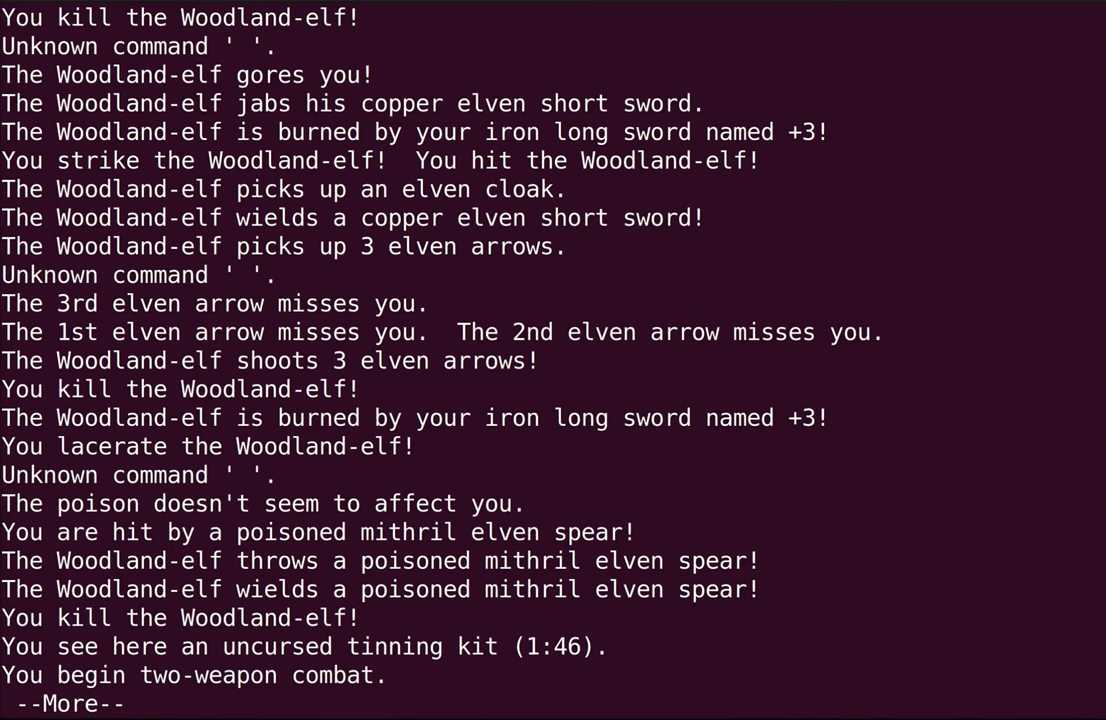 You kill the Woodland-elf!
Unknown command ' '.
The Woodland-elf gores you!
The Woodland-elf jabs his copper elven short sword.
The Woodland-elf is burned by your iron long sword named +3!
You strike the Woodland-elf!  You hit the Woodland-elf!
The Woodland-elf picks up an elven cloak.
The Woodland-elf wields a copper elven short sword!
The Woodland-elf picks up 3 elven arrows.
Unknown command ' '.
The 3rd elven arrow misses you.
The 1st elven arrow misses you.  The 2nd elven arrow misses you.
The Woodland-elf shoots 3 elven arrows!
You kill the Woodland-elf!
The Woodland-elf is burned by your iron long sword named +3!
You lacerate the Woodland-elf!
Unknown command ' '.
The poison doesn't seem to affect you.
You are hit by a poisoned mithril elven spear!
The Woodland-elf throws a poisoned mithril elven spear!
The Woodland-elf wields a poisoned mithril elven spear!
You kill the Woodland-elf!
You see here an uncursed tinning kit (1:46).
You begin two-weapon combat.
--More--